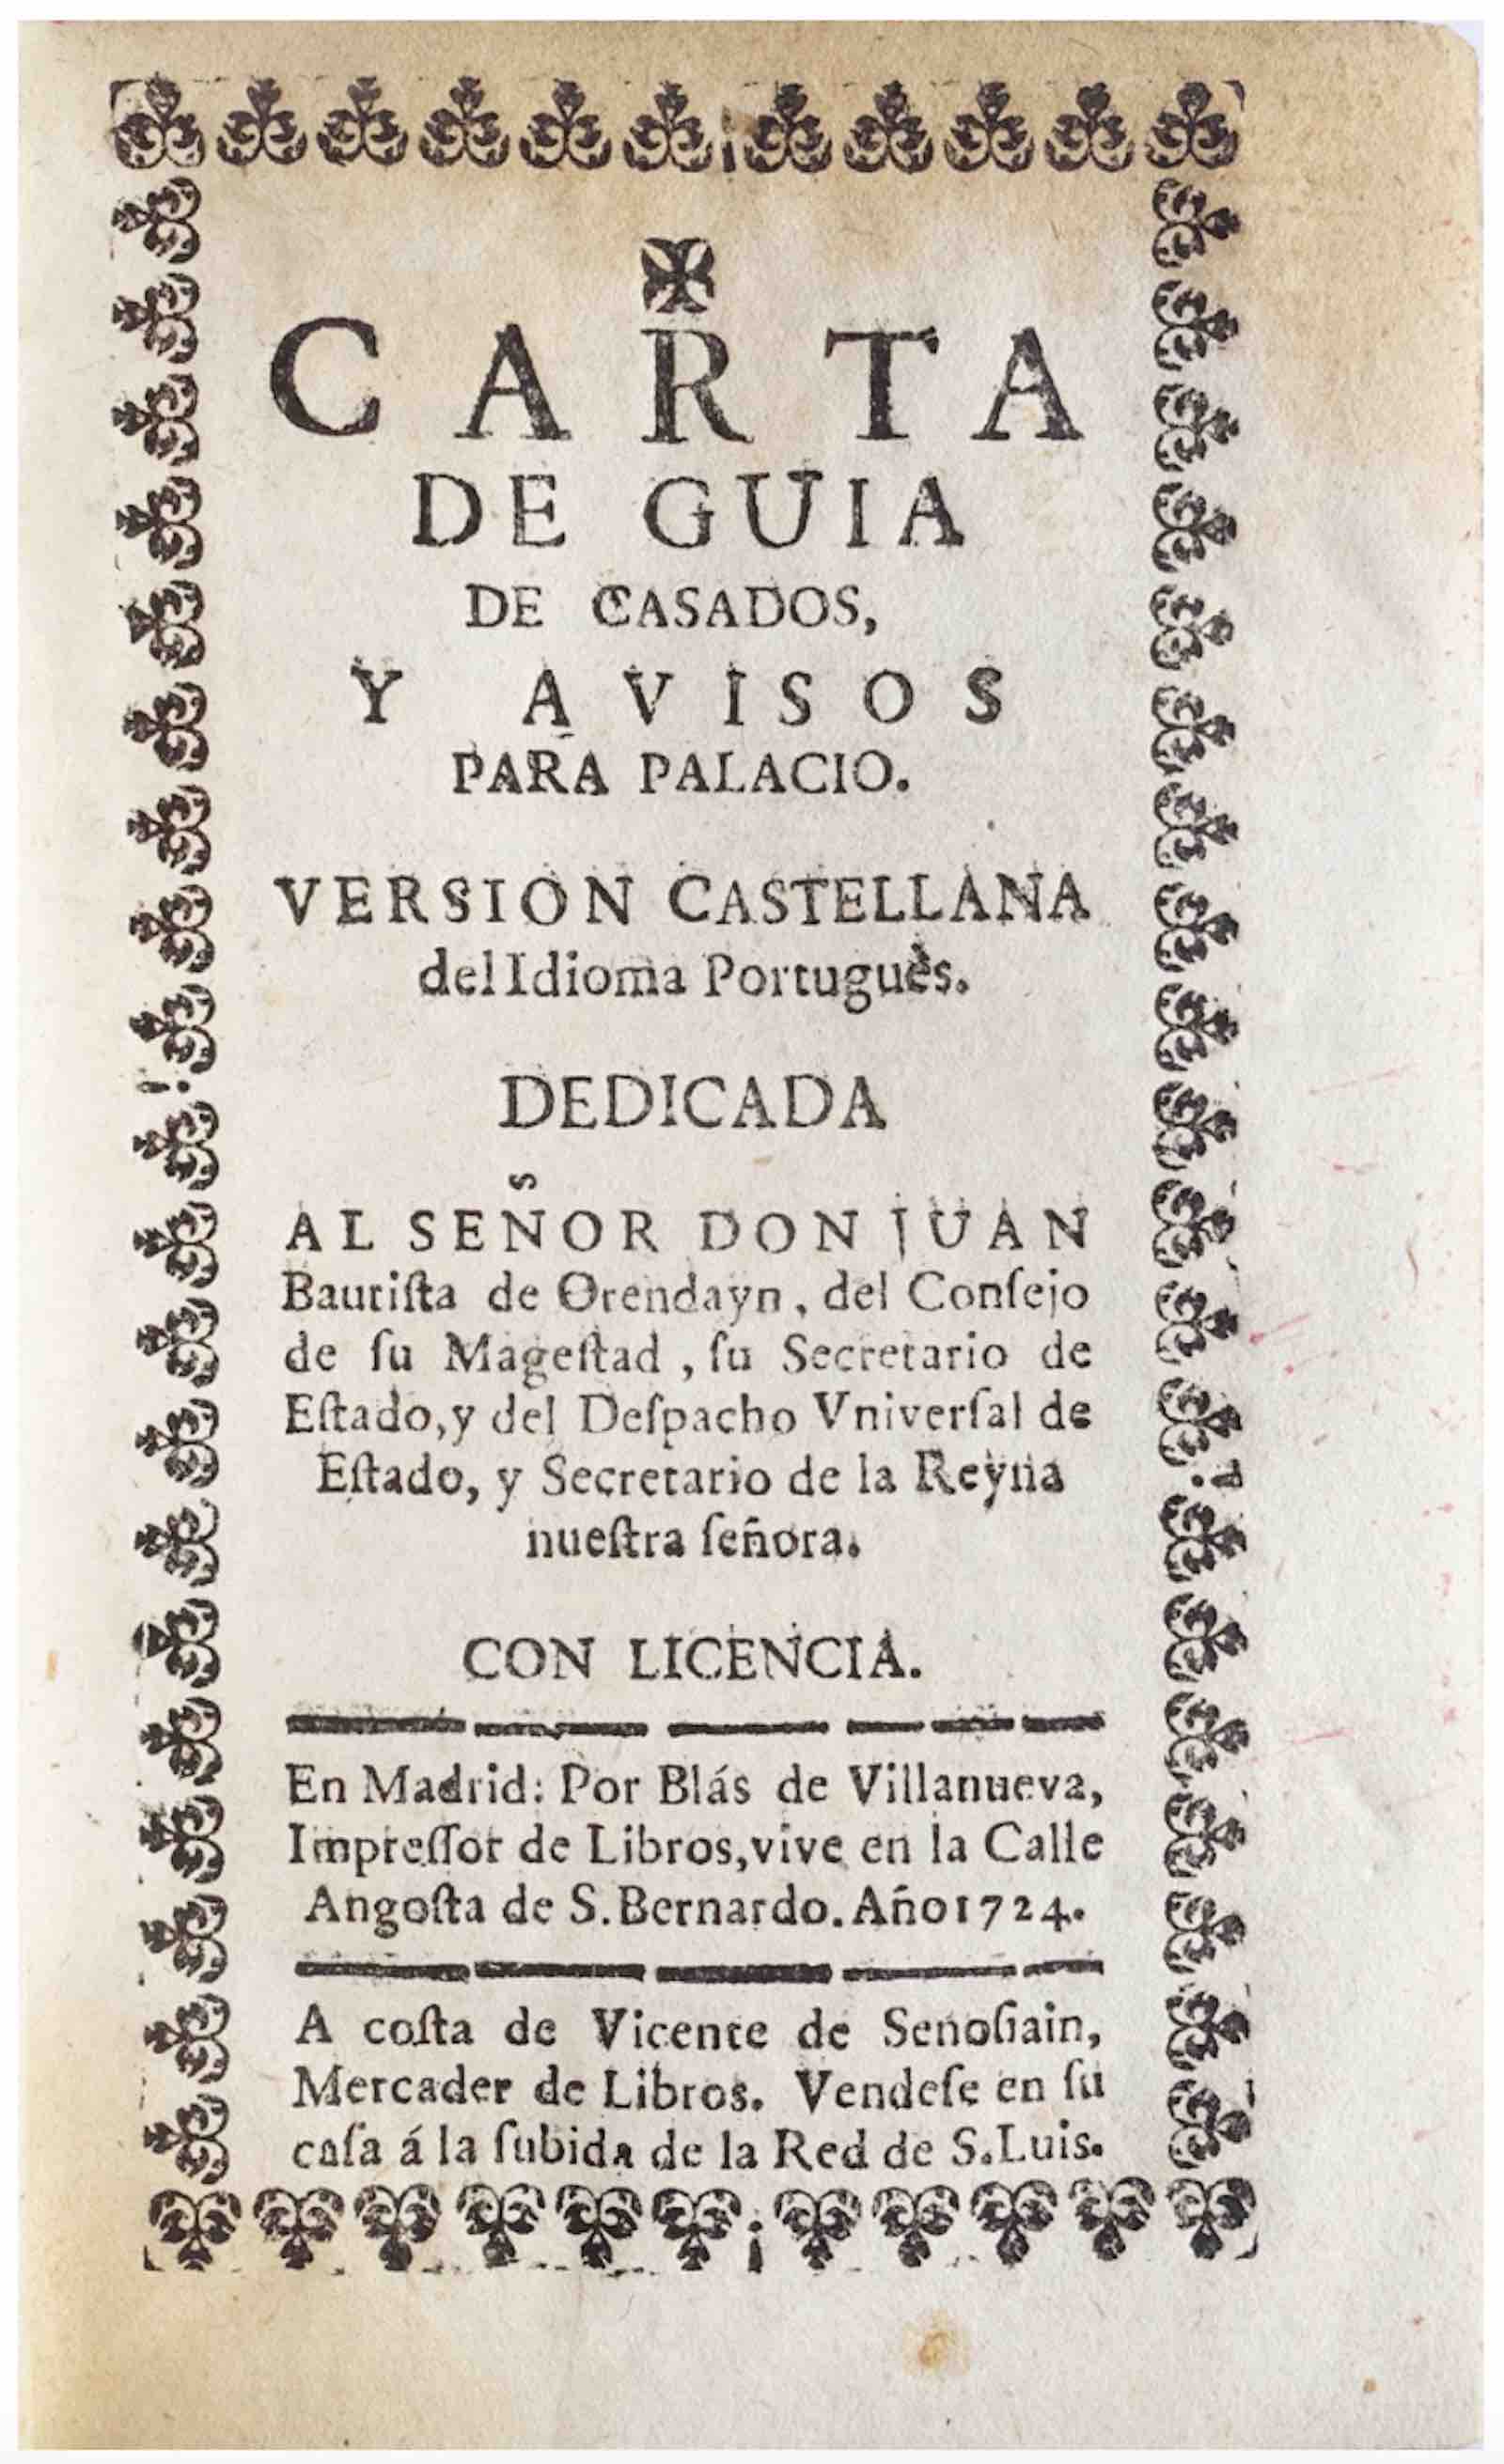 ✠
CARTA
DE GUIA
DE CASADOS,
Y AVISOS
PARA PALACIO.
VERSION CASTELLANA
del Idioma Portuguès.
DEDICADA
AL SEÑOR DON JUAN
Bautiſta de Orendayn, del Conſejo
de ſu Mageſtad, ſu Secretario de
Eſtado, y del Deſpacho Vniverſal de
Eſtado, y Secretario de la Reyna
nueſtra ſeñora.
CON LICENCIA.
En Madrid: Por Blás de Villanueva,
Impreſſor de Libros, vive en la Calle
Angoſta de S. Bernardo. Año 1724.
A coſta de Vicente de Senoſiain,
Mercader de Libros. Vendeſe en ſu
caſa á la ſubida de la Red de S. Luis.